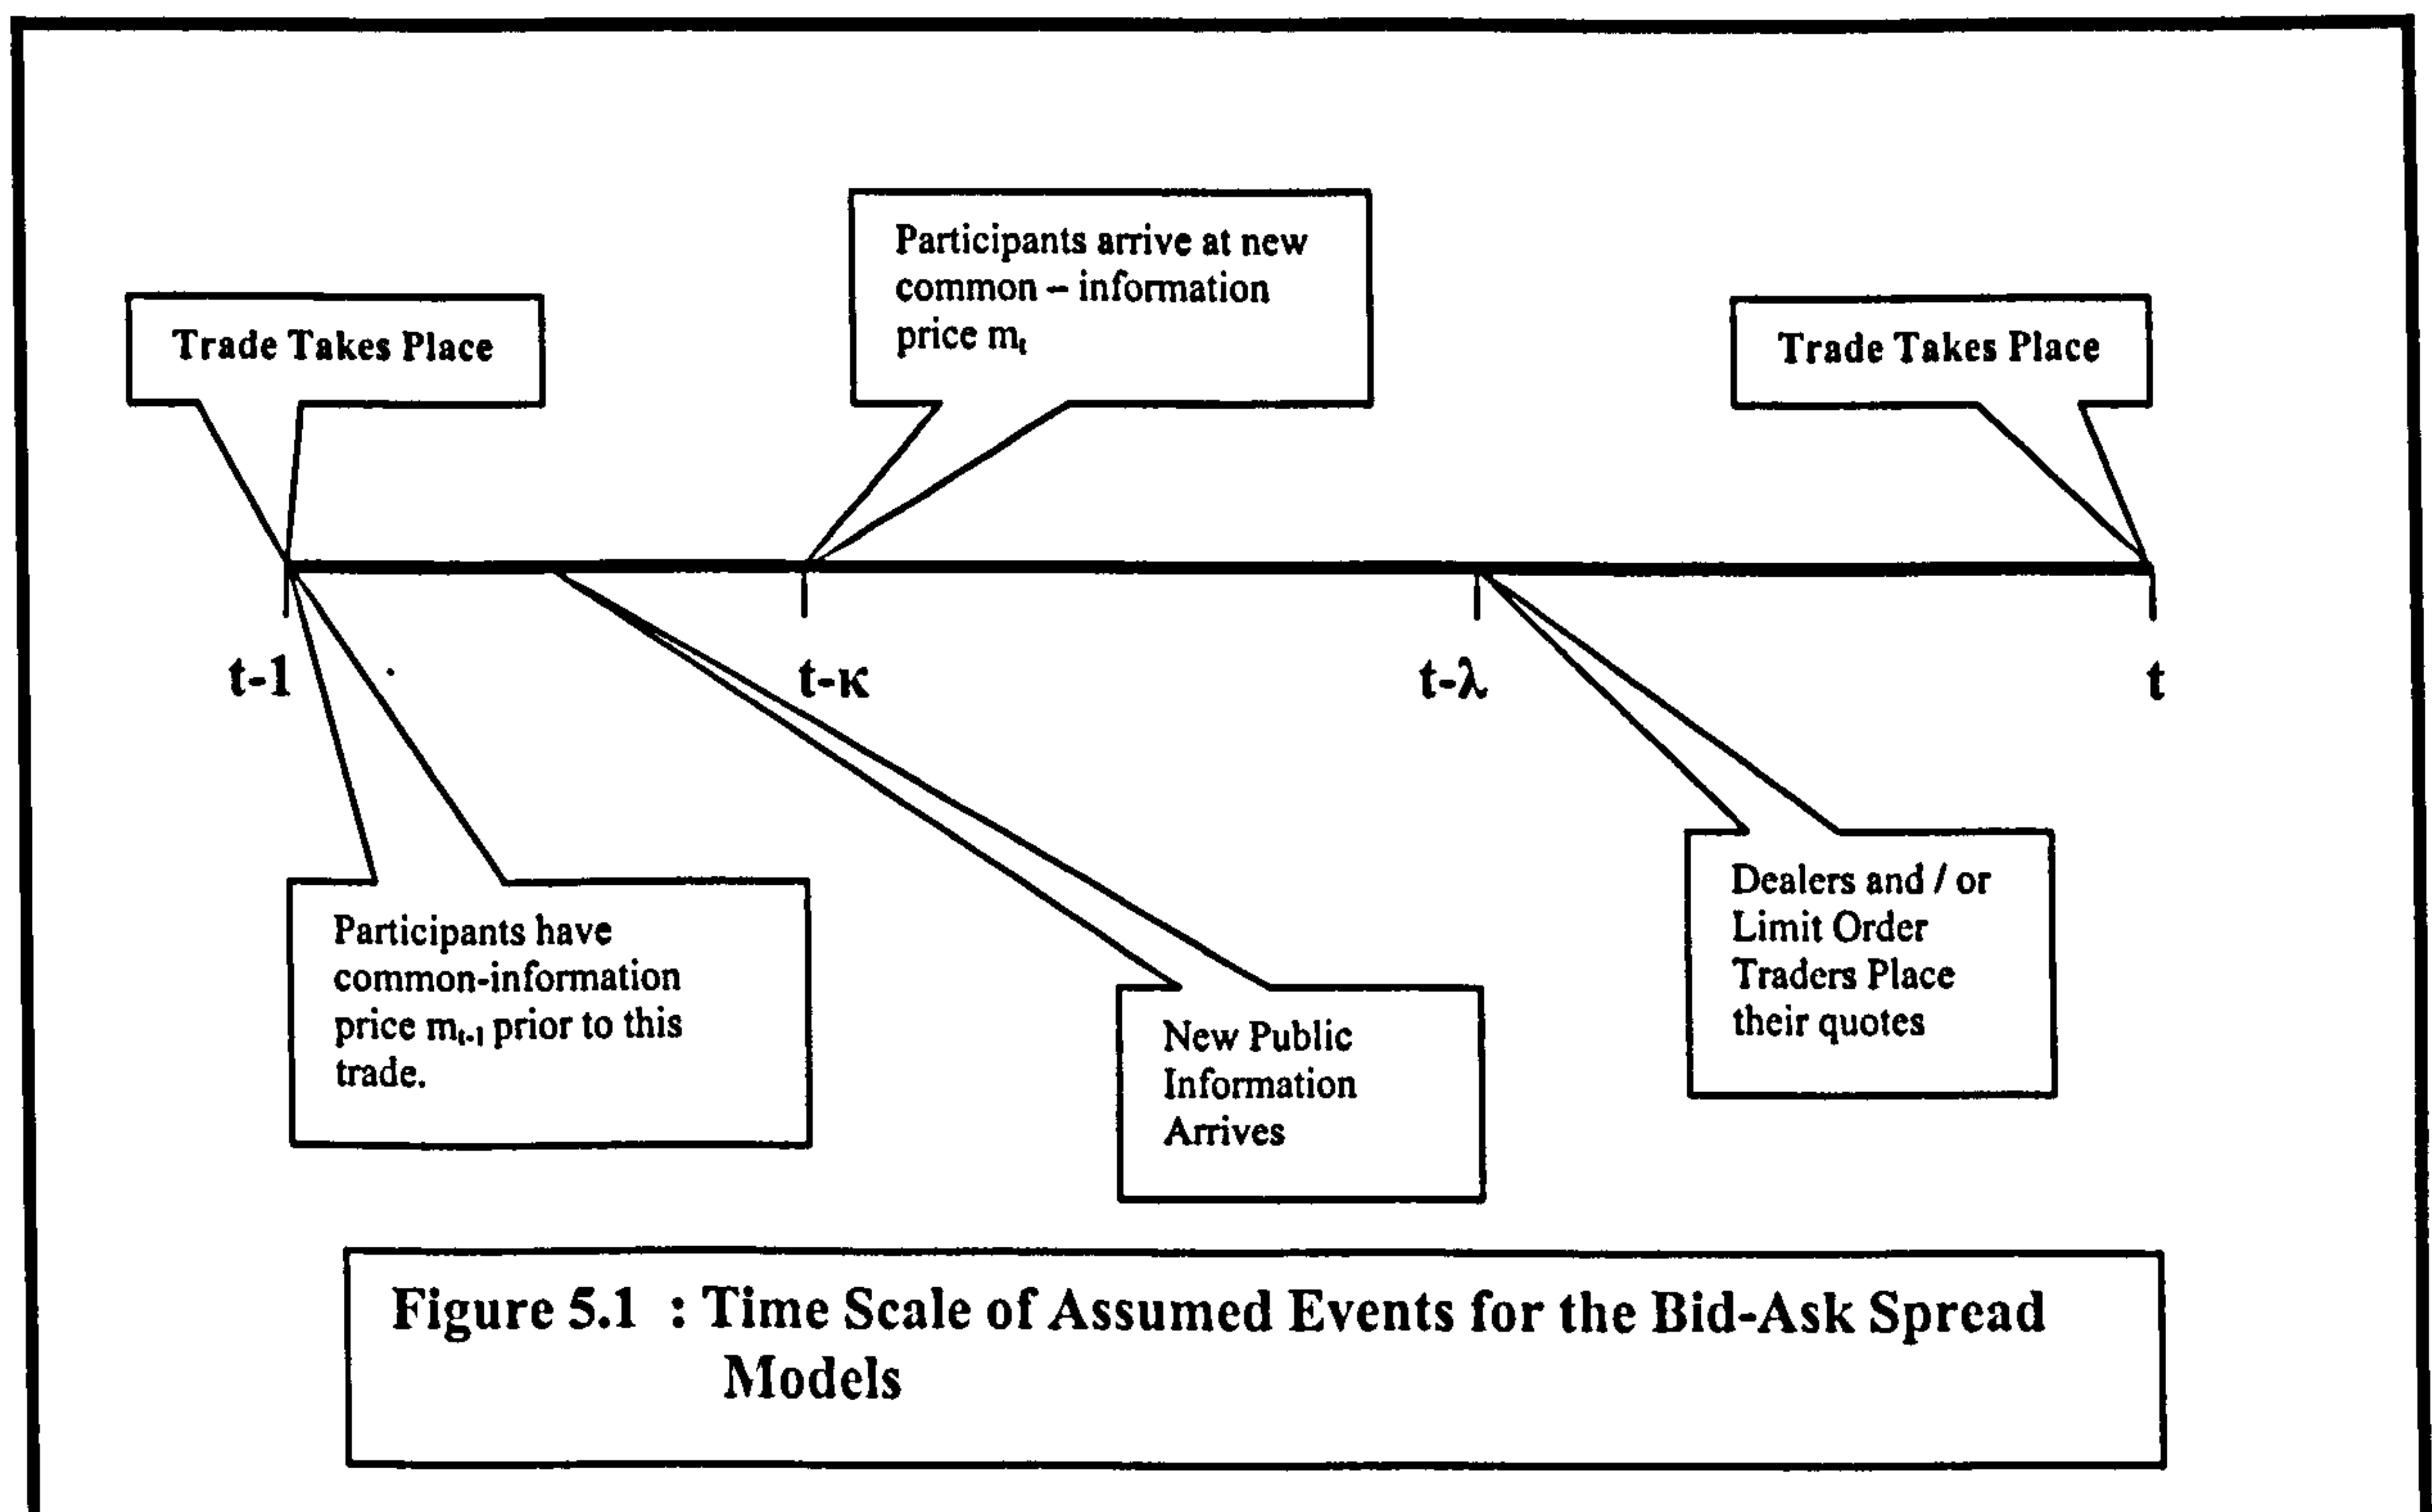 Participants arrive at new
common – information
price mₜ
Trade Takes Place
Trade Takes Place
t-1
t-κ
t-λ
t
Participants have
common-information
price mₜ₋₁ prior to this
trade.
New Public
Information
Arrives
Dealers and / or
Limit Order
Traders Place
their quotes
Figure 5.1 : Time Scale of Assumed Events for the Bid-Ask Spread
Models